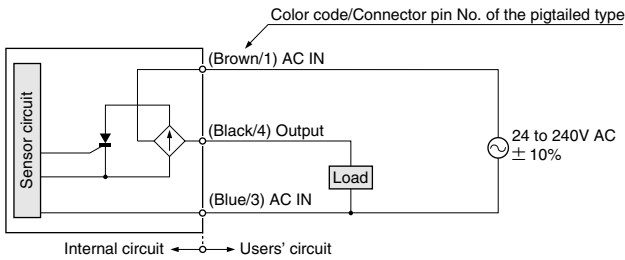 Color code/Connector pin No. of the pigtailed type
(Brown/1) AC IN
Sensor circuit
(Black/4) Output
24 to 240V AC
± 10%
Load
(Blue/3) AC IN
Internal circuit
Users' circuit